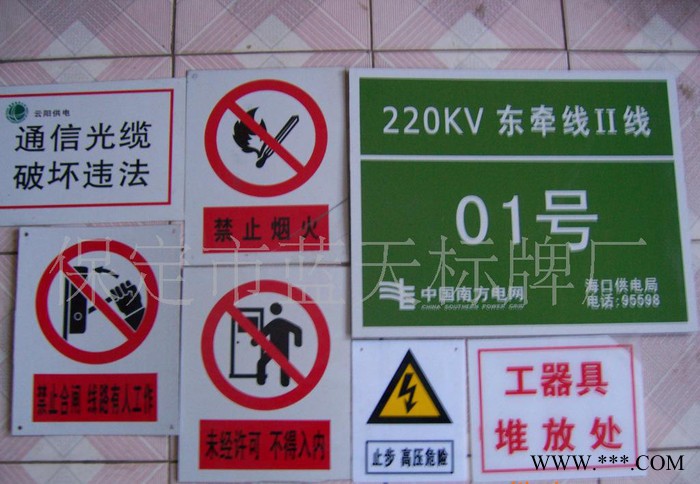 云阳供电
通信光缆
破坏违法
禁止烟火
220KV 东牵线II线
01号
中国南方电网
CHINA SOUTHERN POWER GRID
海口供电局
电话:95598
保定市蓝天标牌厂
禁止合闸 线路有人工作
未经许可 不得入内
止步 高压危险
工器具
堆放处
WWW.***.COM